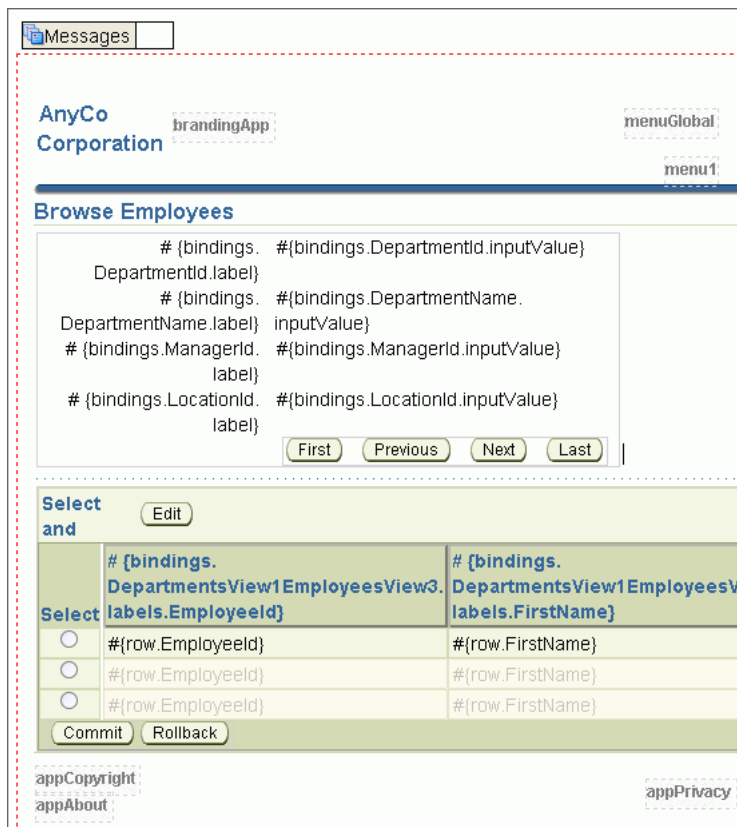 Messages
AnyCo
Corporation
brandingApp
menuGlobal
menu1
Browse Employees
# {bindings. #{bindings.DepartmentId.inputValue}
DepartmentId.label}
# {bindings. #{bindings.DepartmentName.
DepartmentName.label} inputValue}
# {bindings.ManagerId. #{bindings.ManagerId.inputValue}
label}
# {bindings.LocationId. #{bindings.LocationId.inputValue}
label}
First Previous Next Last
Select
and
Edit
# {bindings. # {bindings.
DepartmentsView1EmployeesView3. DepartmentsView1EmployeesV
Select labels.EmployeeId} labels.FirstName}
#{row.EmployeeId} #{row.FirstName}
#{row.EmployeeId} #{row.FirstName}
#{row.EmployeeId} #{row.FirstName}
Commit Rollback
appCopyright
appPrivacy
appAbout